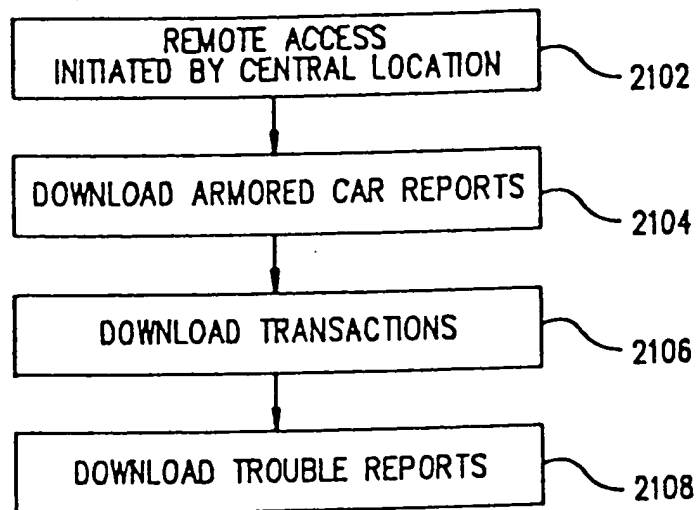 REMOTE ACCESS
INITIATED BY CENTRAL LOCATION
2102
DOWNLOAD ARMORED CAR REPORTS
2104
DOWNLOAD TRANSACTIONS
2106
DOWNLOAD TROUBLE REPORTS
2108